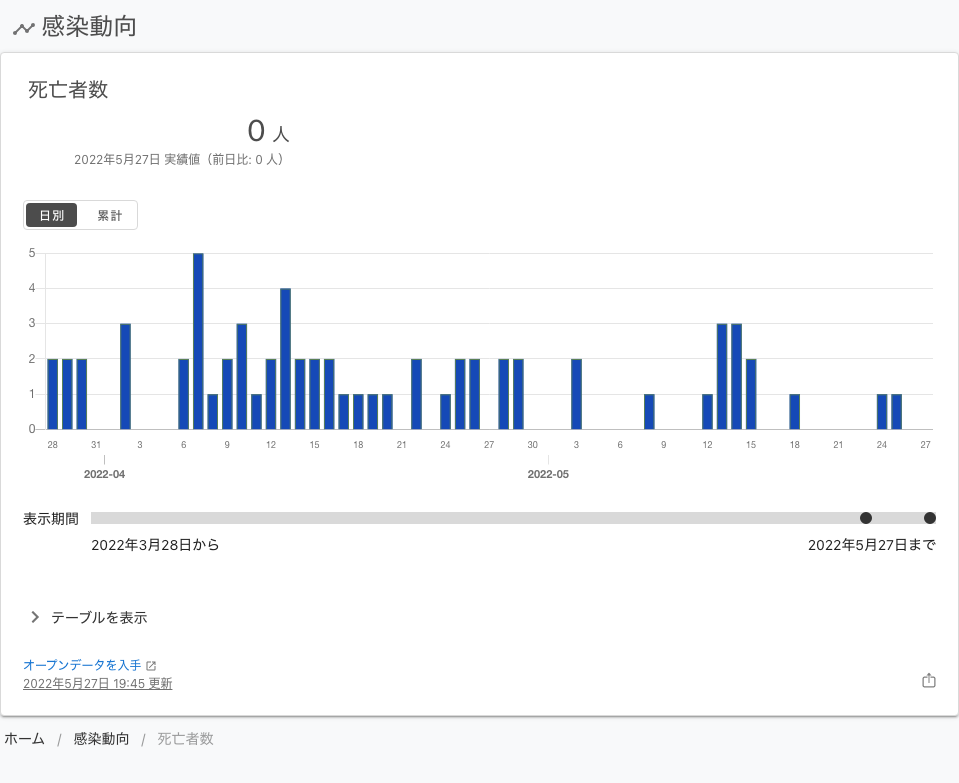 感染動向
死亡者数
0 人
2022年5月27日 実績値（前日比: 0 人）
日別 累計
5
4
3
2
1
0
28 31 3 6 9 12 15 18 21 24 27 30 3 6 9 12 15 18 21 24 27
2022-04 2022-05
表示期間
2022年3月28日から 2022年5月27日まで
テーブルを表示
オープンデータを入手
2022年5月27日 19:45 更新
ホーム / 感染動向 / 死亡者数